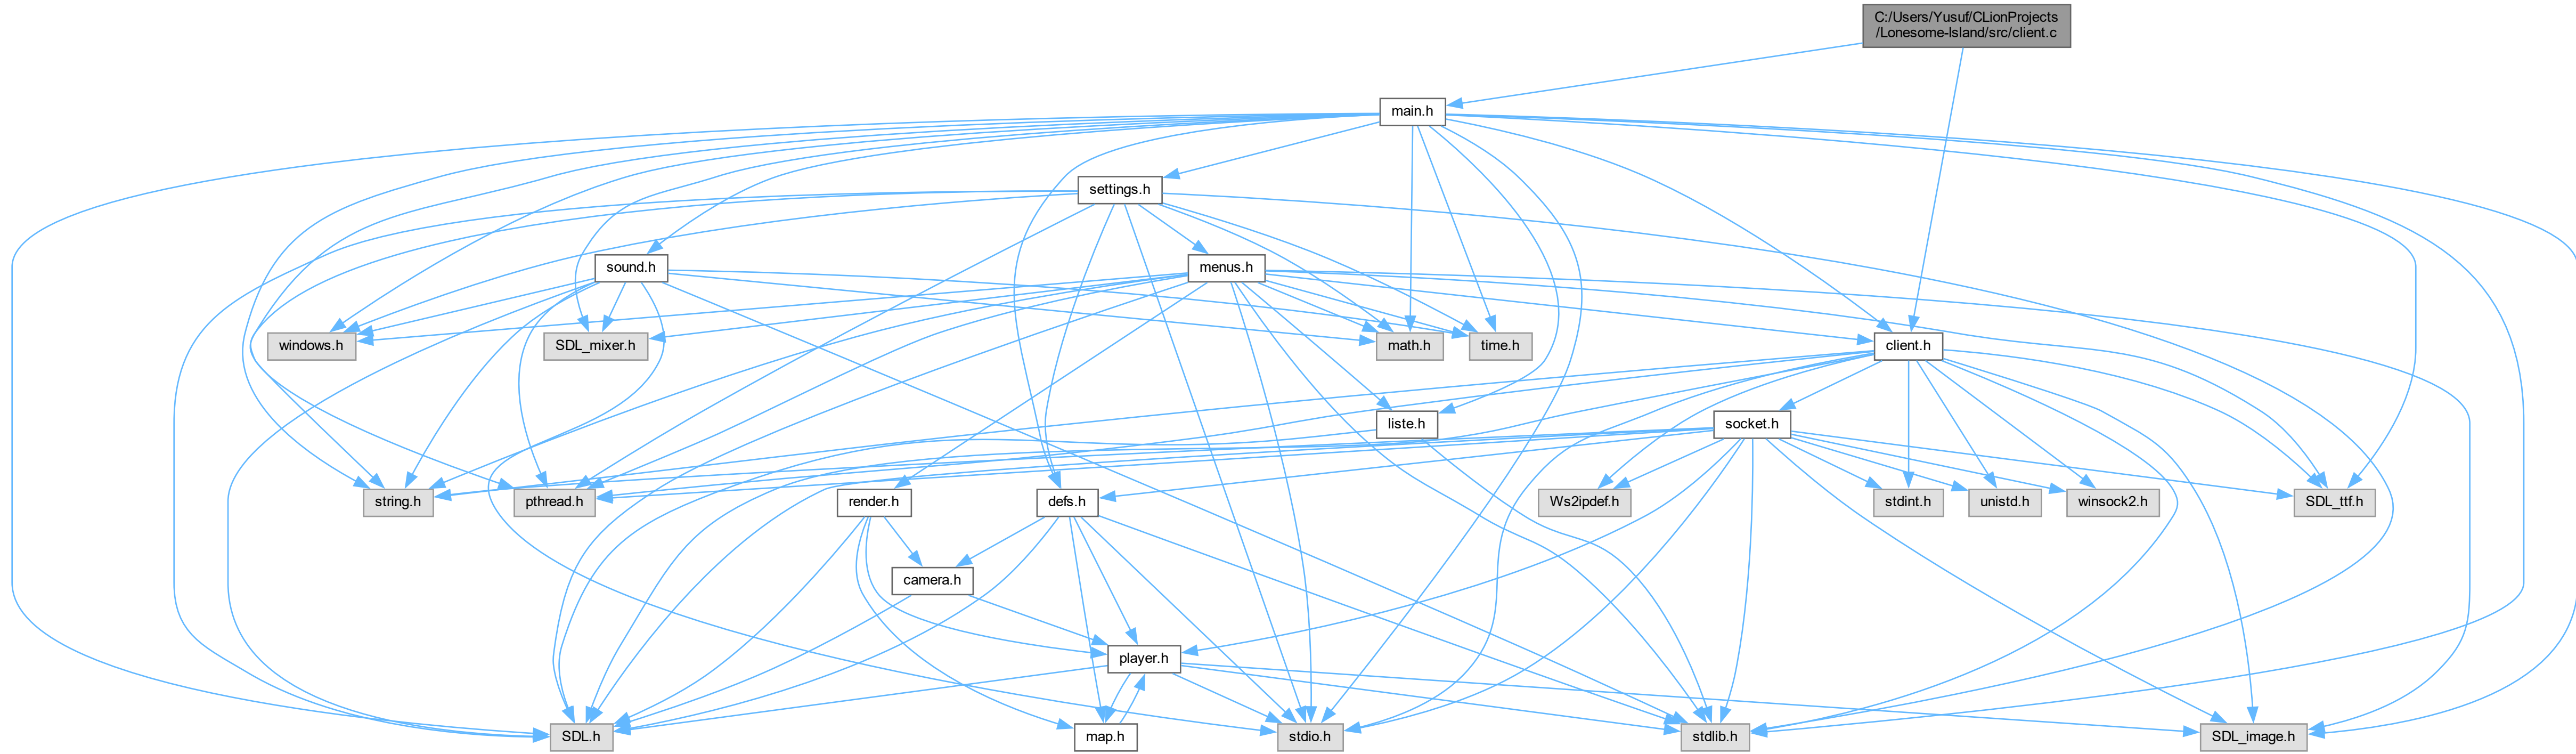 C:/Users/Yusuf/CLionProjects
/Lonesome-Island/src/client.c
main.h
settings.h
sound.h
menus.h
windows.h
SDL_mixer.h
math.h
time.h
client.h
liste.h
socket.h
string.h
pthread.h
render.h
defs.h
Ws2ipdef.h
stdint.h
unistd.h
winsock2.h
SDL_ttf.h
camera.h
player.h
SDL.h
map.h
stdio.h
stdlib.h
SDL_image.h